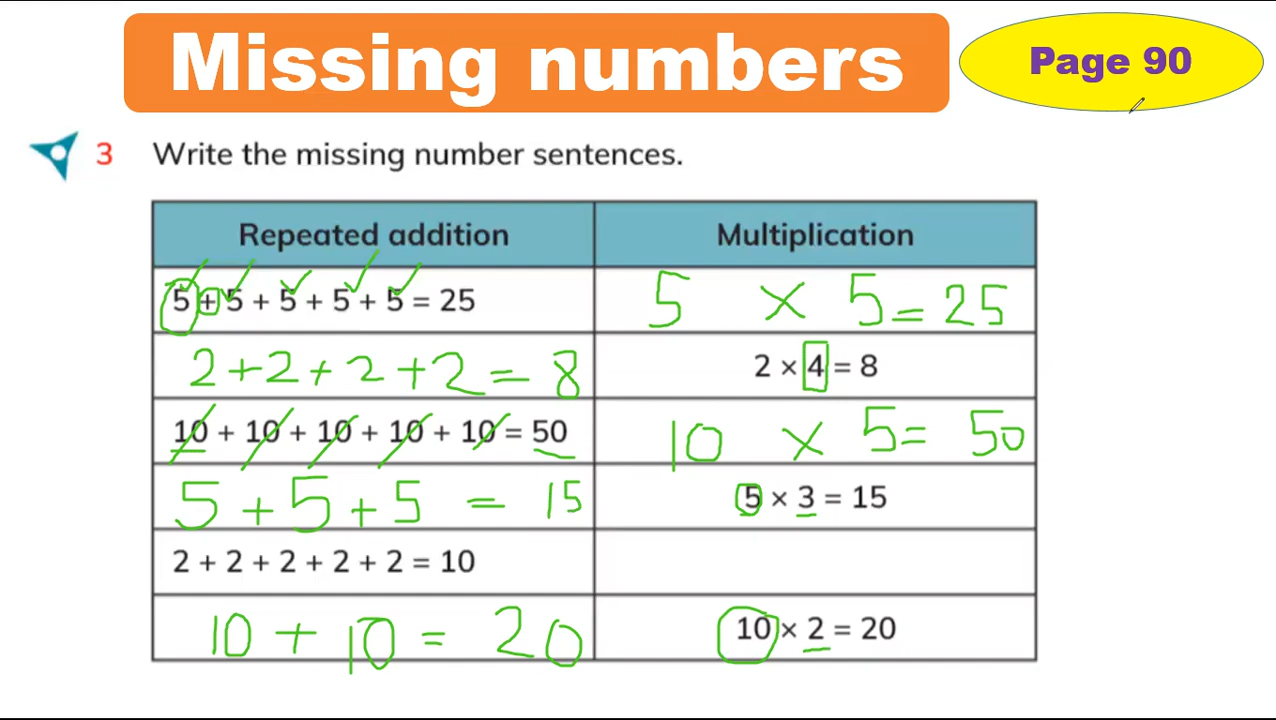 Missing numbers
Page 90
3 Write the missing number sentences.
Repeated addition Multiplication
5 + 5 + 5 + 5 + 5 = 25 5 × 5 = 25
2 + 2 + 2 + 2 = 8 2 × 4 = 8
10 + 10 + 10 + 10 + 10 = 50 10 × 5 = 50
5 + 5 + 5 = 15 5 × 3 = 15
2 + 2 + 2 + 2 + 2 = 10
10 + 10 = 20 10 × 2 = 20